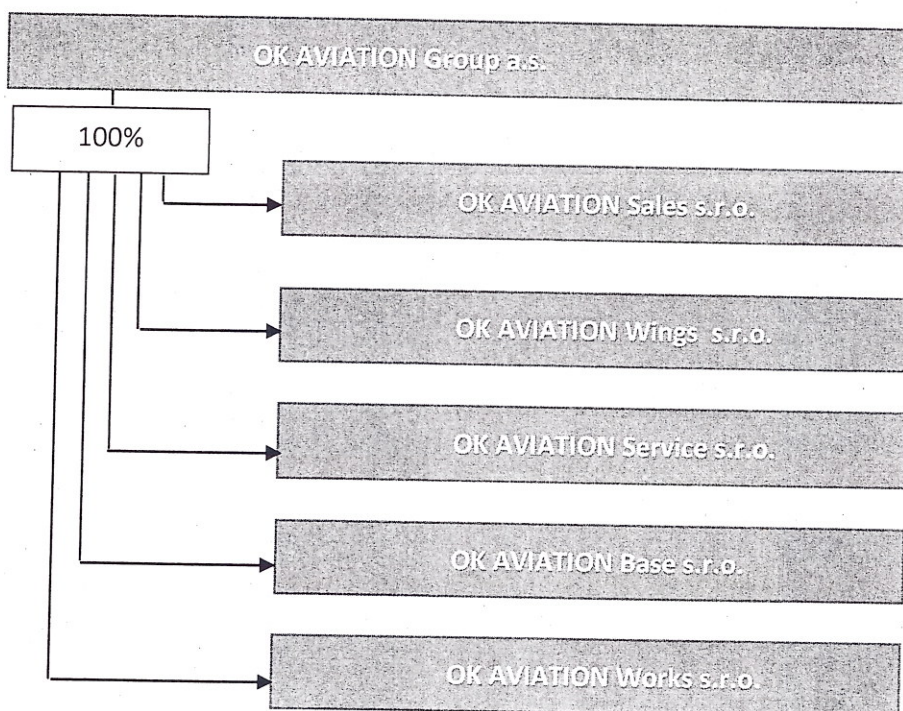 OK AVIATION Group a.s.
100%
OK AVIATION Sales s.r.o.
OK AVIATION Wings s.r.o.
OK AVIATION Service s.r.o.
OK AVIATION Base s.r.o.
OK AVIATION Works s.r.o.